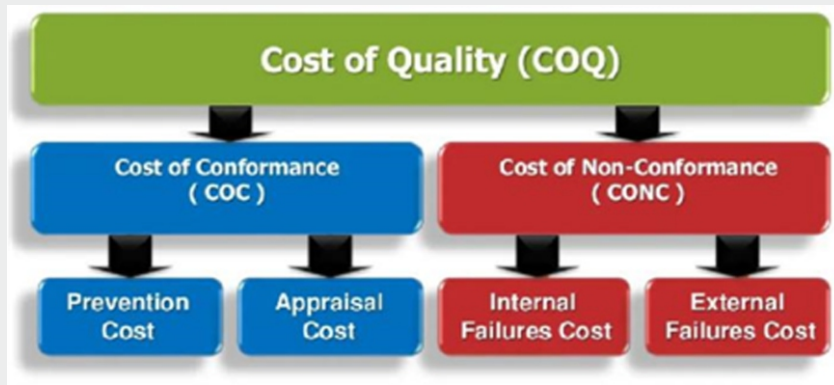 Cost of Quality (COQ)
Cost of Conformance
( COC )
Cost of Non-Conformance
( CONC )
Prevention
Cost
Appraisal
Cost
Internal
Failures Cost
External
Failures Cost